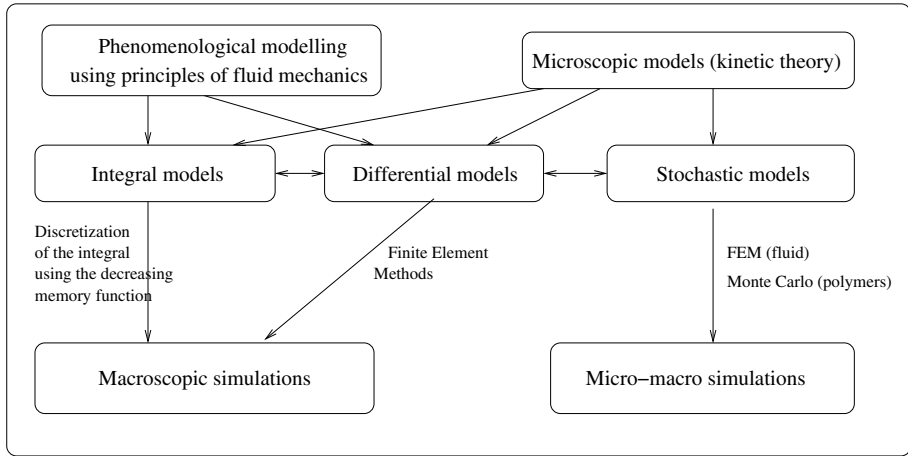 Phenomenological modelling
using principles of fluid mechanics
Microscopic models (kinetic theory)
Integral models
Differential models
Stochastic models
Discretization
of the integral
using the decreasing
memory function
Finite Element
Methods
FEM (fluid)
Monte Carlo (polymers)
Macroscopic simulations
Micro−macro simulations